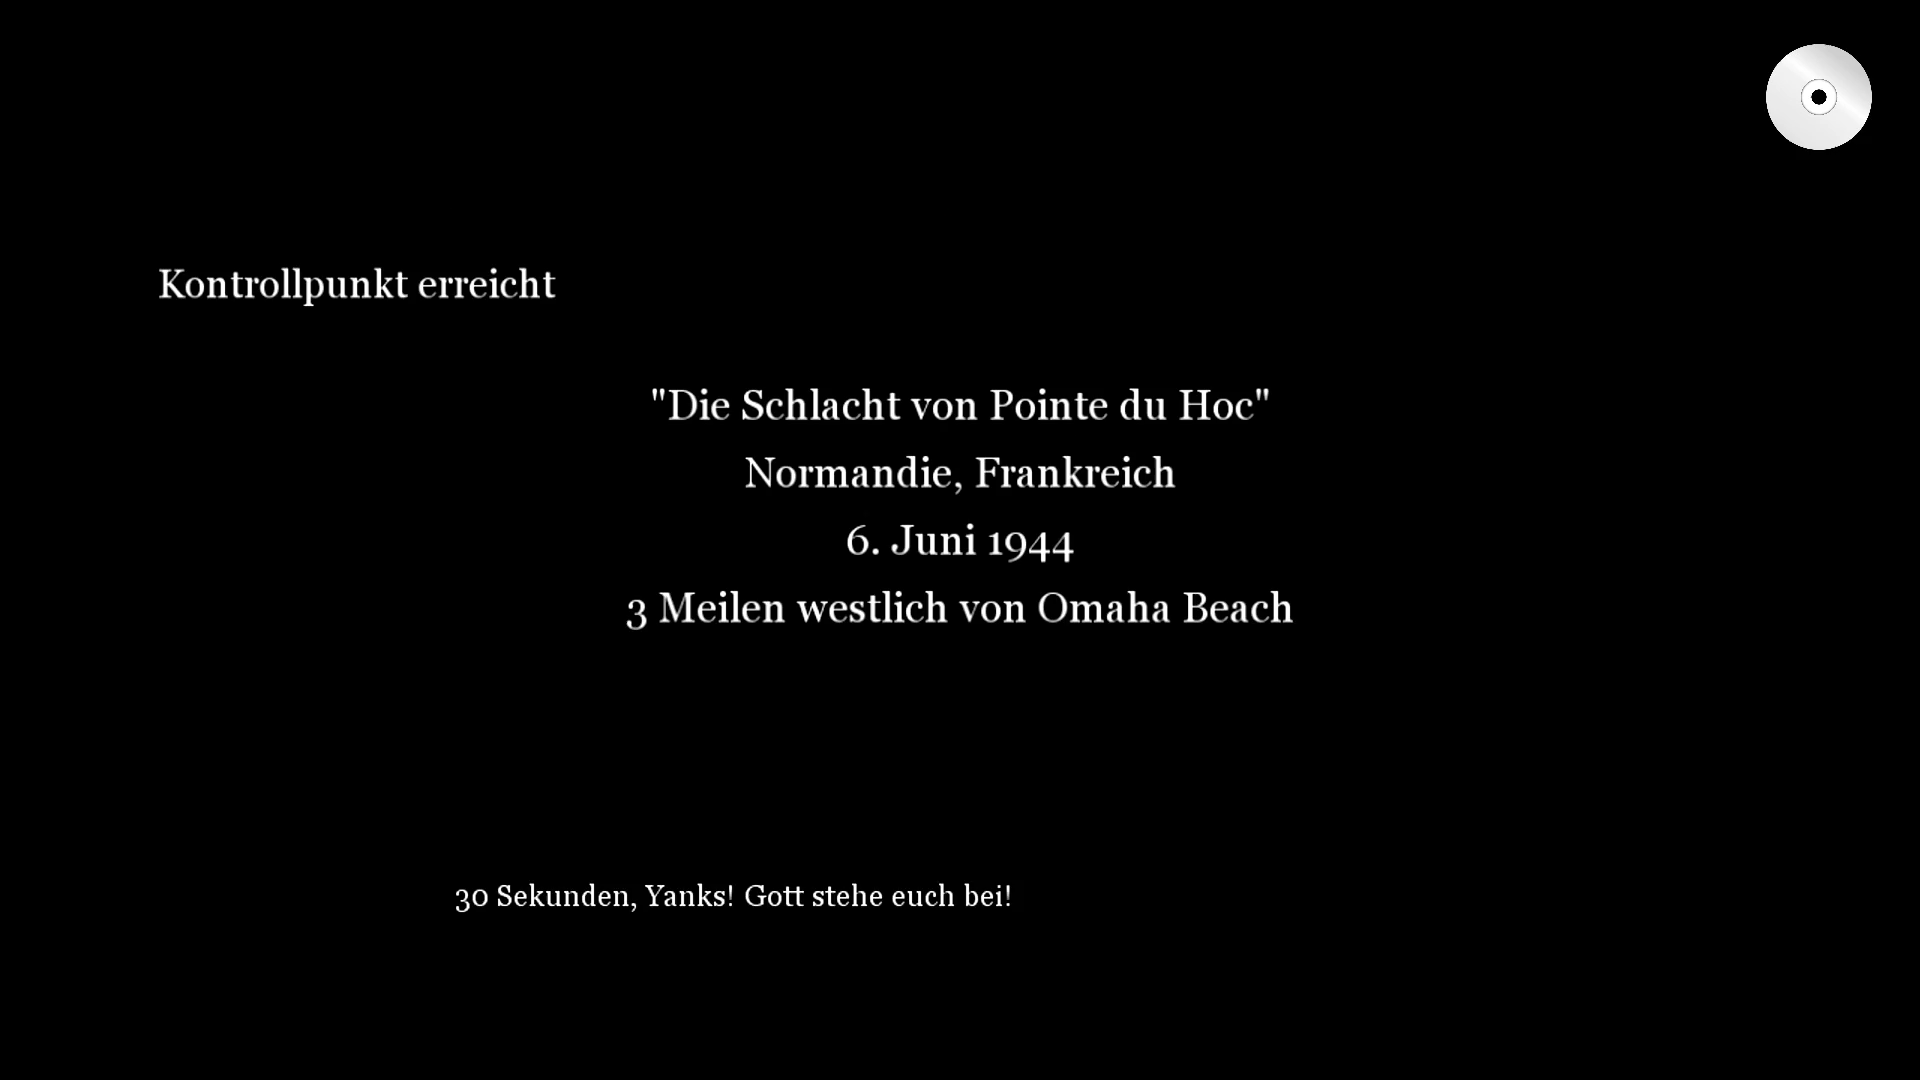 Kontrollpunkt erreicht
"Die Schlacht von Pointe du Hoc"
Normandie, Frankreich
6. Juni 1944
3 Meilen westlich von Omaha Beach
30 Sekunden, Yanks! Gott stehe euch bei!